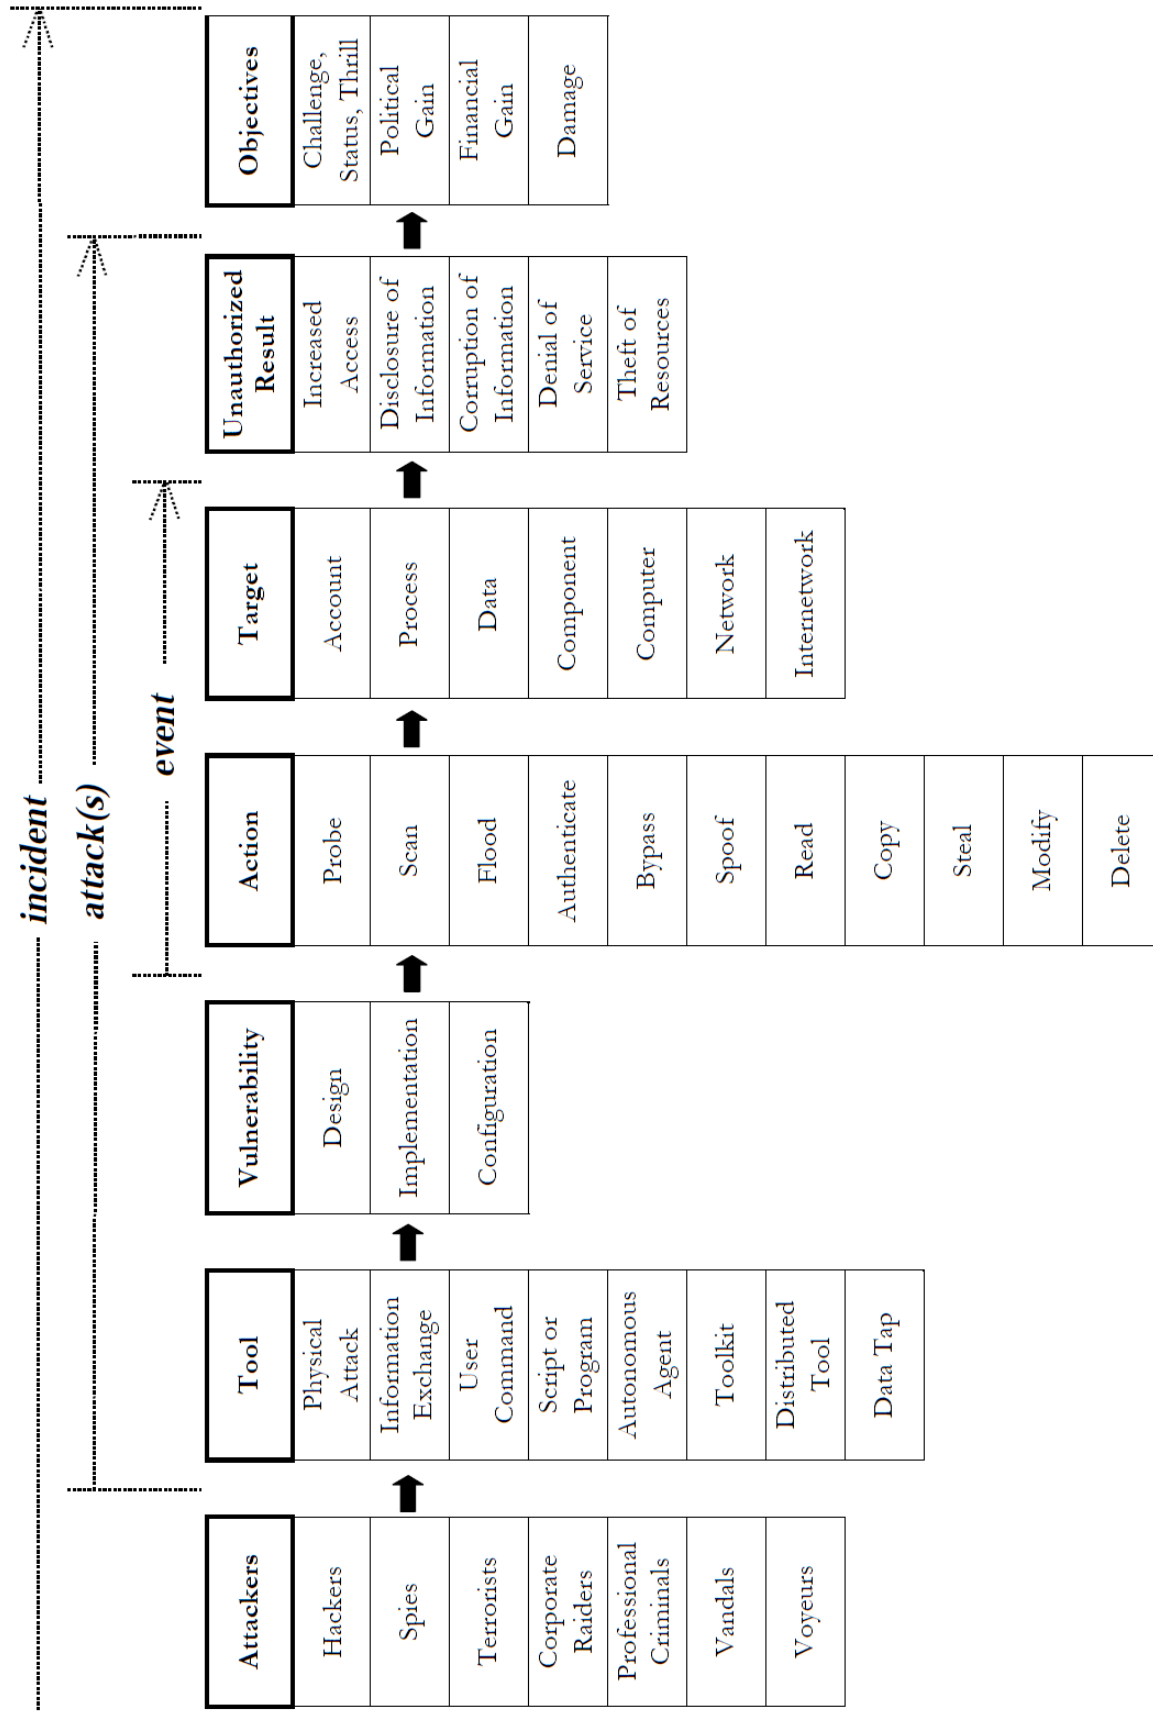 incident
attack(s)
event
Attackers
Hackers
Spies
Terrorists
Corporate
Raiders
Professional
Criminals
Vandals
Voyeurs
Tool
Physical
Attack
Information
Exchange
User
Command
Script or
Program
Autonomous
Agent
Toolkit
Distributed
Tool
Data Tap
Vulnerability
Design
Implementation
Configuration
Action
Probe
Scan
Flood
Authenticate
Bypass
Spoof
Read
Copy
Steal
Modify
Delete
Target
Account
Process
Data
Component
Computer
Network
Internetwork
Unauthorized
Result
Increased
Access
Disclosure of
Information
Corruption of
Information
Denial of
Service
Theft of
Resources
Objectives
Challenge,
Status, Thrill
Political
Gain
Financial
Gain
Damage